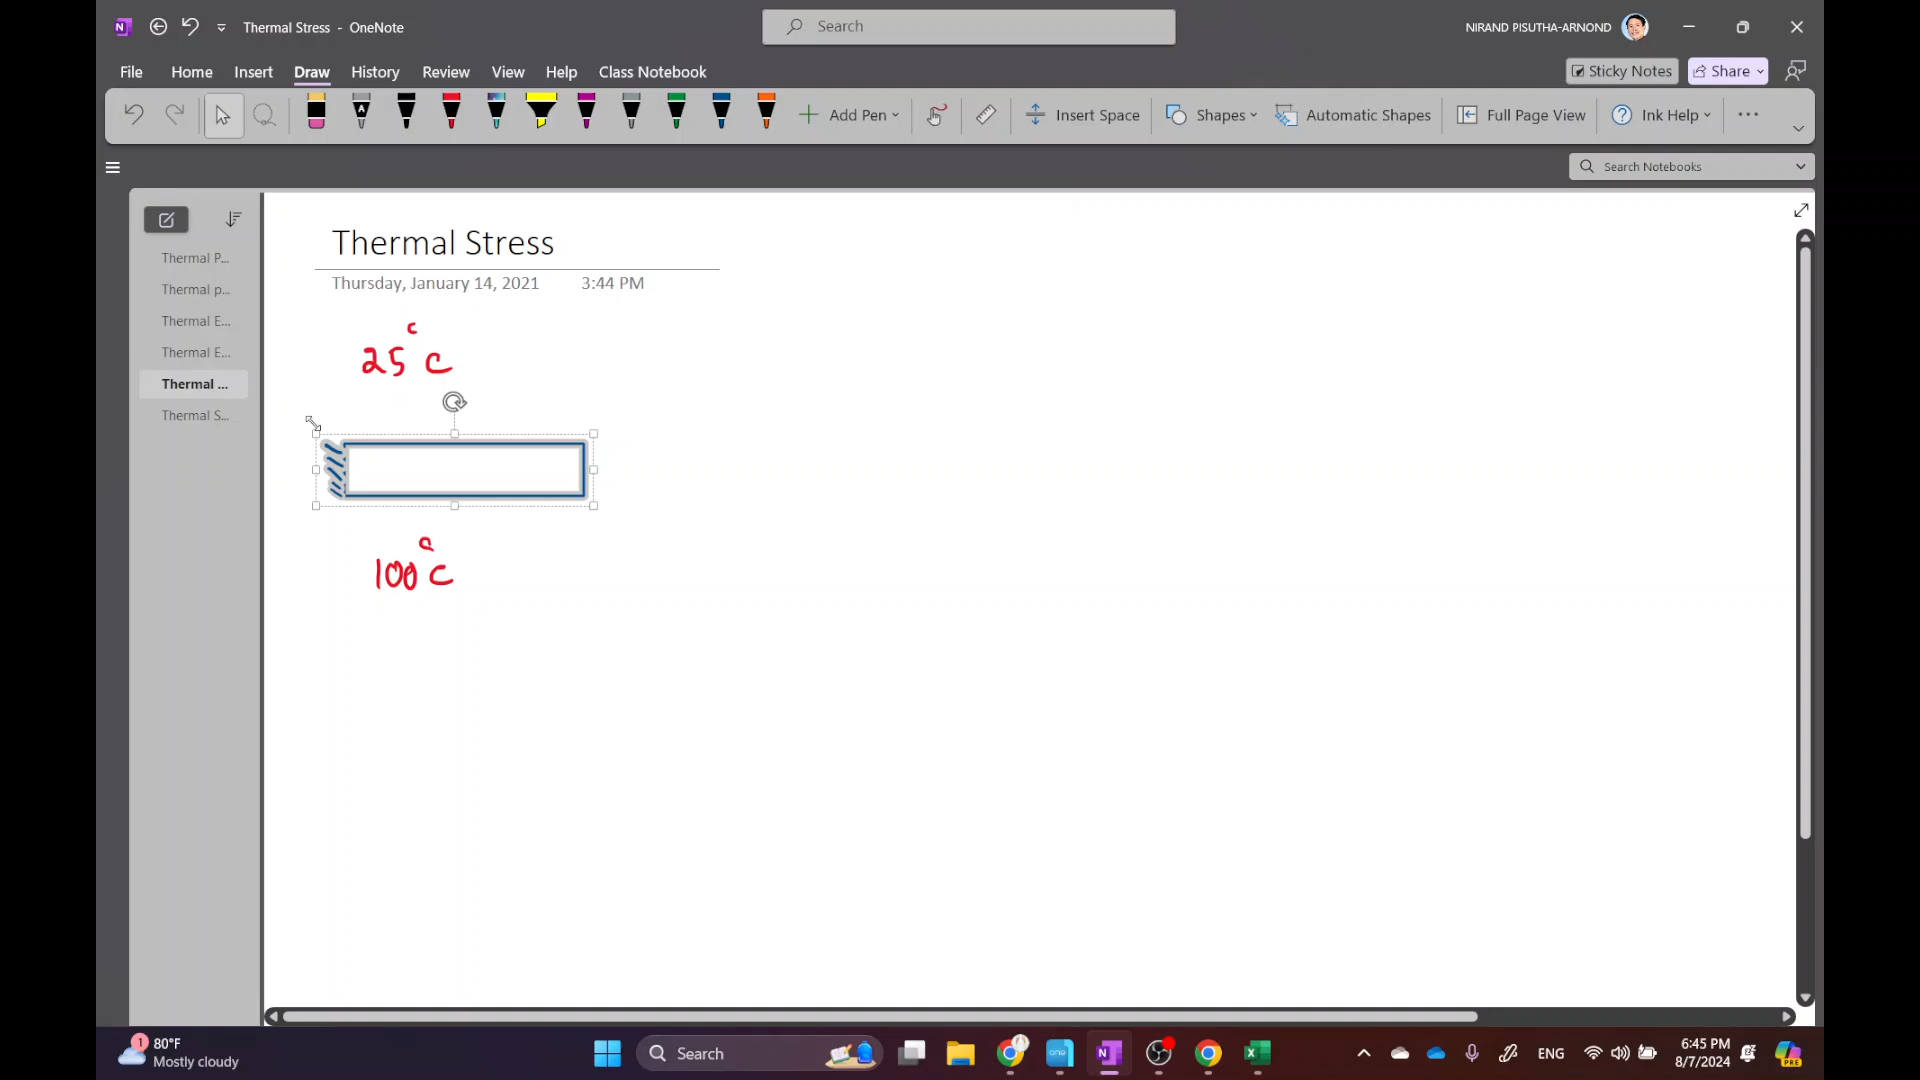 Thermal Stress - OneNote
Search
NIRAND PISUTHA-ARNOND
File Home Insert Draw History Review View Help Class Notebook
Sticky Notes Share
Add Pen Insert Space Shapes Automatic Shapes Full Page View Ink Help
Search Notebooks
Thermal P...
Thermal p...
Thermal E...
Thermal E...
Thermal ...
Thermal S...
Thermal Stress
Thursday, January 14, 2021 3:44 PM
25°C
100°C
1
80°F
Mostly cloudy
Search
ENG
6:45 PM
8/7/2024
PRE